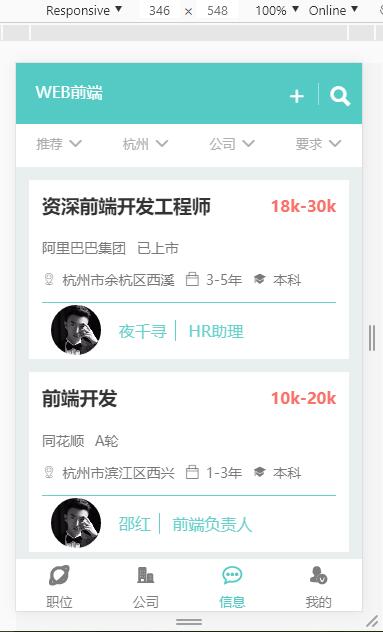 Responsive 346 × 548 100% Online
WEB前端
推荐 杭州 公司 要求
资深前端开发工程师 18k-30k
阿里巴巴集团 已上市
杭州市余杭区西溪 3-5年 本科
夜千寻 HR助理
前端开发 10k-20k
同花顺 A轮
杭州市滨江区西兴 1-3年 本科
邵红 前端负责人
职位 公司 信息 我的